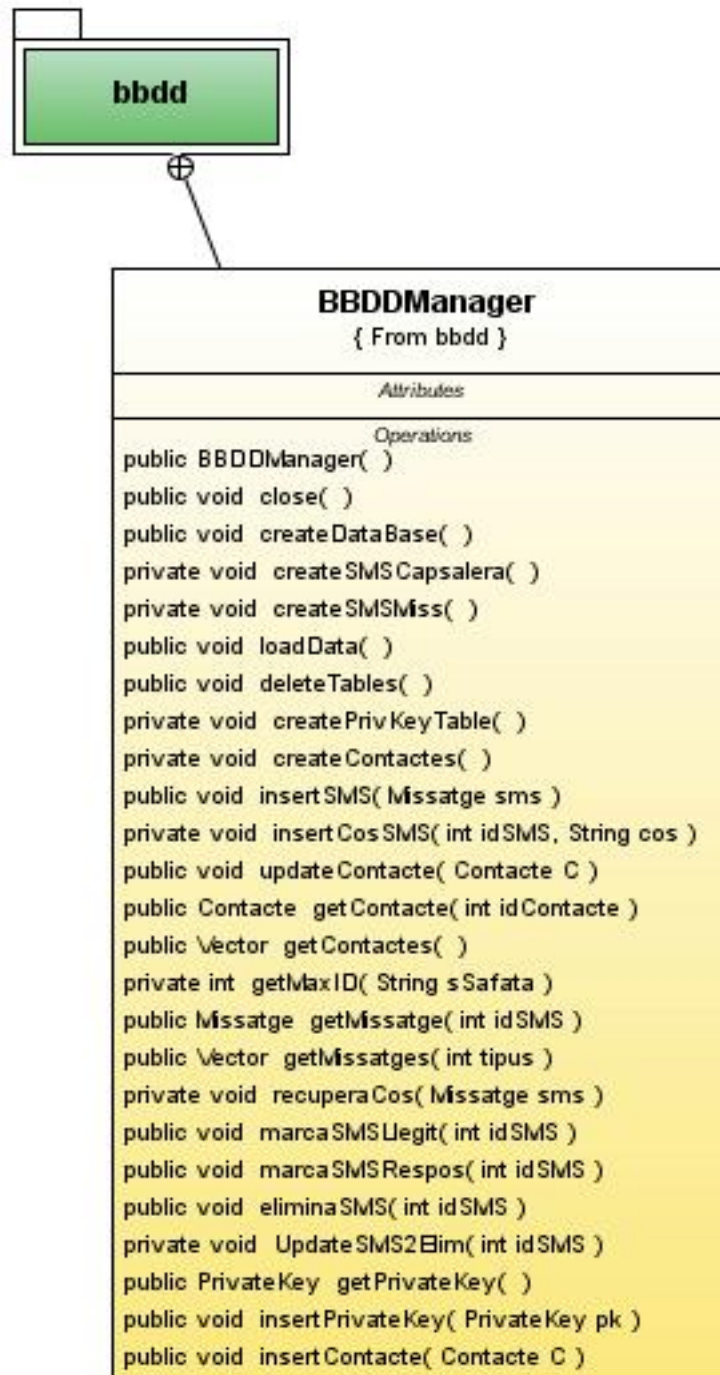 bbdd
BBDDManager
{ From bbdd }
Attributes
Operations
public BBDDManager( )
public void close( )
public void createDataBase( )
private void createSMSCapsalera( )
private void createSMSMiss( )
public void loadData( )
public void deleteTables( )
private void createPrivKeyTable( )
private void createContactes( )
public void insertSMS( Missatge sms )
private void insertCosSMS( int idSMS, String cos )
public void updateContacte( Contacte C )
public Contacte getContacte( int idContacte )
public Vector getContactes( )
private int getMaxID( String sSafata )
public Missatge getMissatge( int idSMS )
public Vector getMissatges( int tipus )
private void recuperaCos( Missatge sms )
public void marcaSMSLlegit( int idSMS )
public void marcaSMSRespos( int idSMS )
public void eliminaSMS( int idSMS )
private void UpdateSMS2Elim( int idSMS )
public PrivateKey getPrivateKey( )
public void insertPrivateKey( PrivateKey pk )
public void insertContacte( Contacte C )